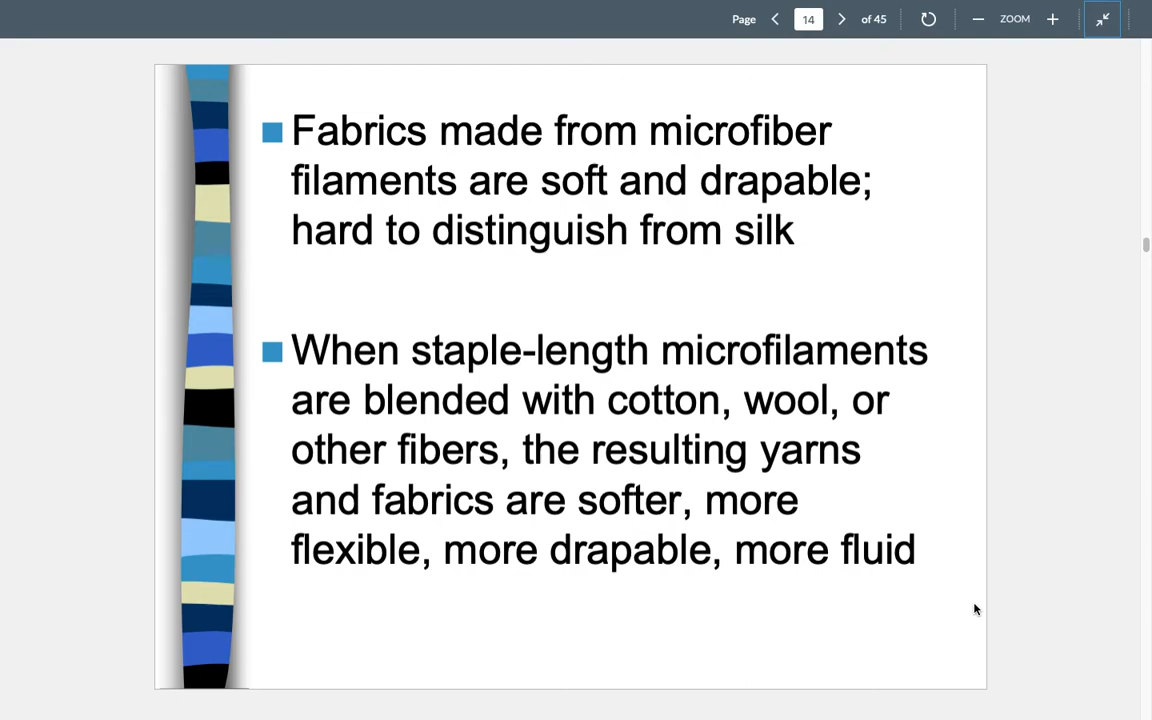 Page 14 of 45 ZOOM
Fabrics made from microfiber
filaments are soft and drapable;
hard to distinguish from silk
When staple-length microfilaments
are blended with cotton, wool, or
other fibers, the resulting yarns
and fabrics are softer, more
flexible, more drapable, more fluid